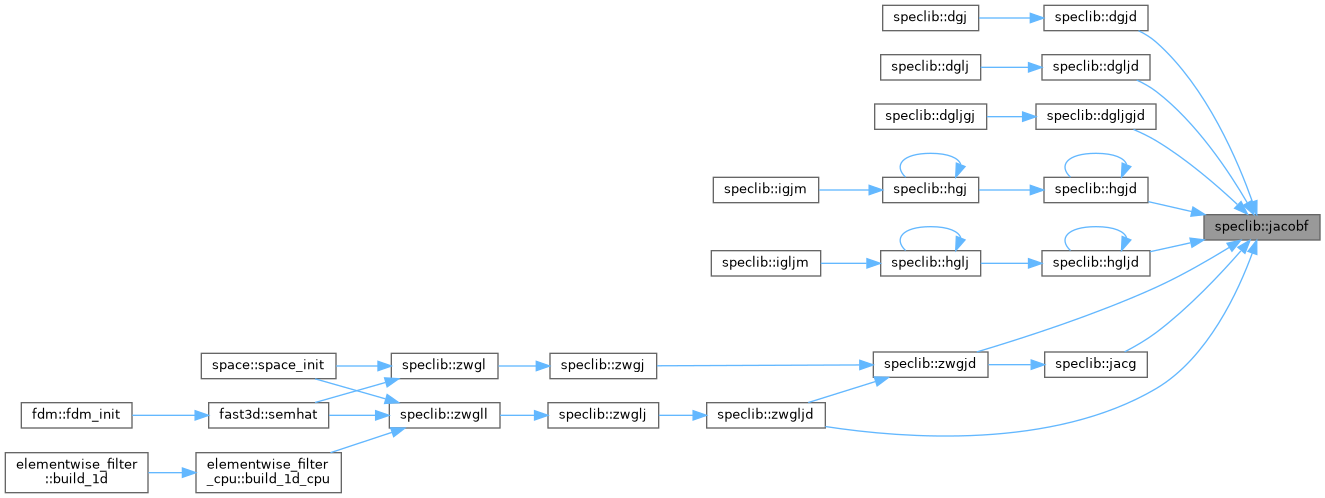 speclib::dgj
speclib::dgjd
speclib::dglj
speclib::dgljd
speclib::dgljgj
speclib::dgljgjd
speclib::igjm
speclib::hgj
speclib::hgjd
speclib::jacobf
speclib::igljm
speclib::hglj
speclib::hgljd
space::space_init
speclib::zwgl
speclib::zwgj
speclib::zwgjd
speclib::jacg
fdm::fdm_init
fast3d::semhat
speclib::zwgll
speclib::zwglj
speclib::zwgljd
elementwise_filter
::build_1d
elementwise_filter
_cpu::build_1d_cpu